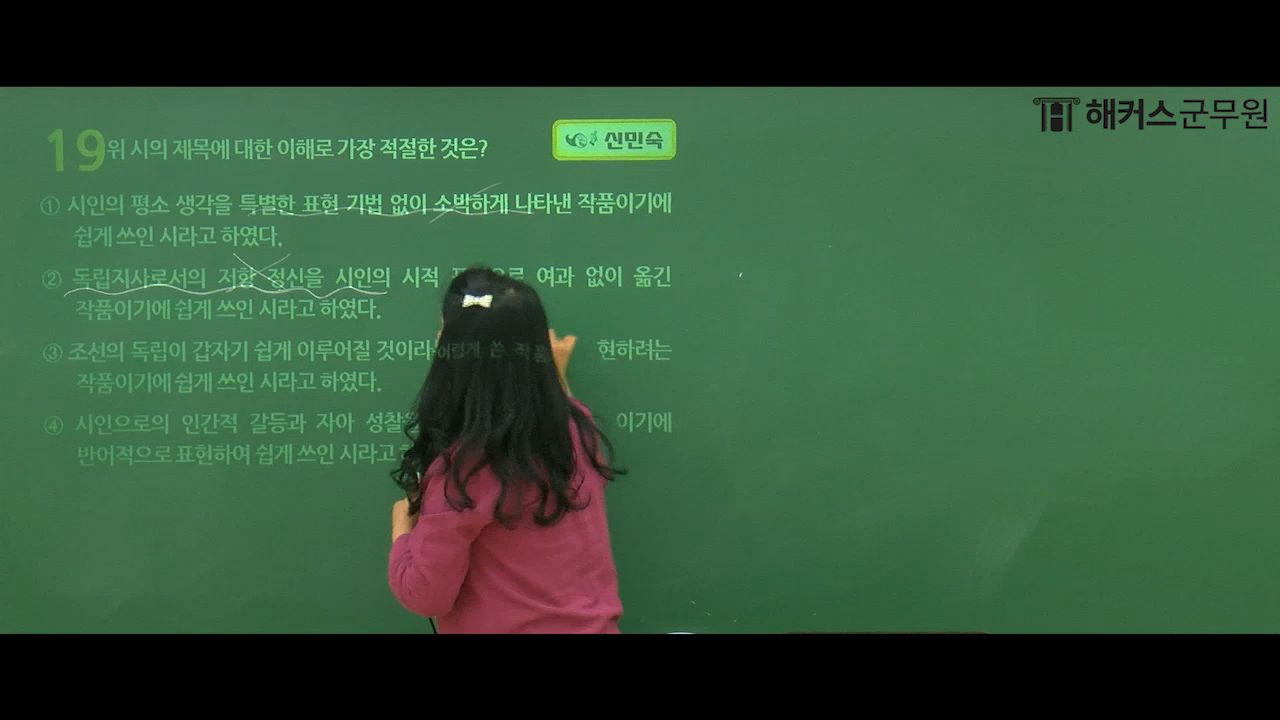 해커스군무원
19 위 시의 제목에 대한 이해로 가장 적절한 것은?
신민숙
① 시인의 평소 생각을 특별한 표현 기법 없이 소박하게 나타낸 작품이기에
쉽게 쓰인 시라고 하였다.
② 독립지사로서의 저항 정신을 시인의 시적 여과 없이 옮긴
작품이기에 쉽게 쓰인 시라고 하였다.
③ 조선의 독립이 갑자기 쉽게 이루어질 것이라 현하려는
작품이기에 쉽게 쓰인 시라고 하였다.
④ 시인으로의 인간적 갈등과 자아 성찰을 이기에
반어적으로 표현하여 쉽게 쓰인 시라고